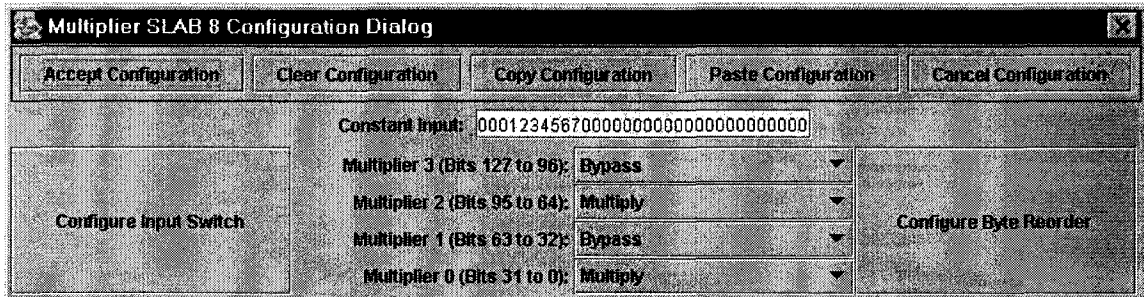 Multiplier SLAB 8 Configuration Dialog
Accept Configuration Clear Configuration Copy Configuration Paste Configuration Cancel Configuration
Constant Input: 00012345670000000000000000000000
Multiplier 3 (Bits 127 to 96): Bypass
Multiplier 2 (Bits 95 to 64): Multiply
Configure Input Switch Configure Byte Reorder
Multiplier 1 (Bits 63 to 32): Bypass
Multiplier 0 (Bits 31 to 0): Multiply